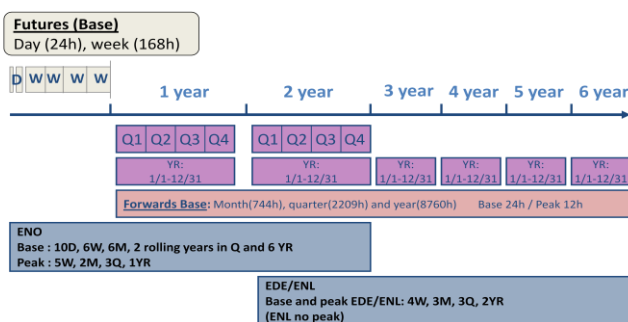 Futures (Base)
Day (24h), week (168h)
D W W W W
1 year 2 year 3 year 4 year 5 year 6 year
Q1 Q2 Q3 Q4 Q1 Q2 Q3 Q4
YR: YR: YR: YR: YR: YR:
1/1-12/31 1/1-12/31 1/1-12/31 1/1-12/31 1/1-12/31 1/1-12/31
Forwards Base: Month(744h), quarter(2209h) and year(8760h) Base 24h / Peak 12h
ENO
Base : 10D, 6W, 6M, 2 rolling years in Q and 6 YR
Peak : 5W, 2M, 3Q, 1YR
EDE/ENL
Base and peak EDE/ENL: 4W, 3M, 3Q, 2YR
(ENL no peak)